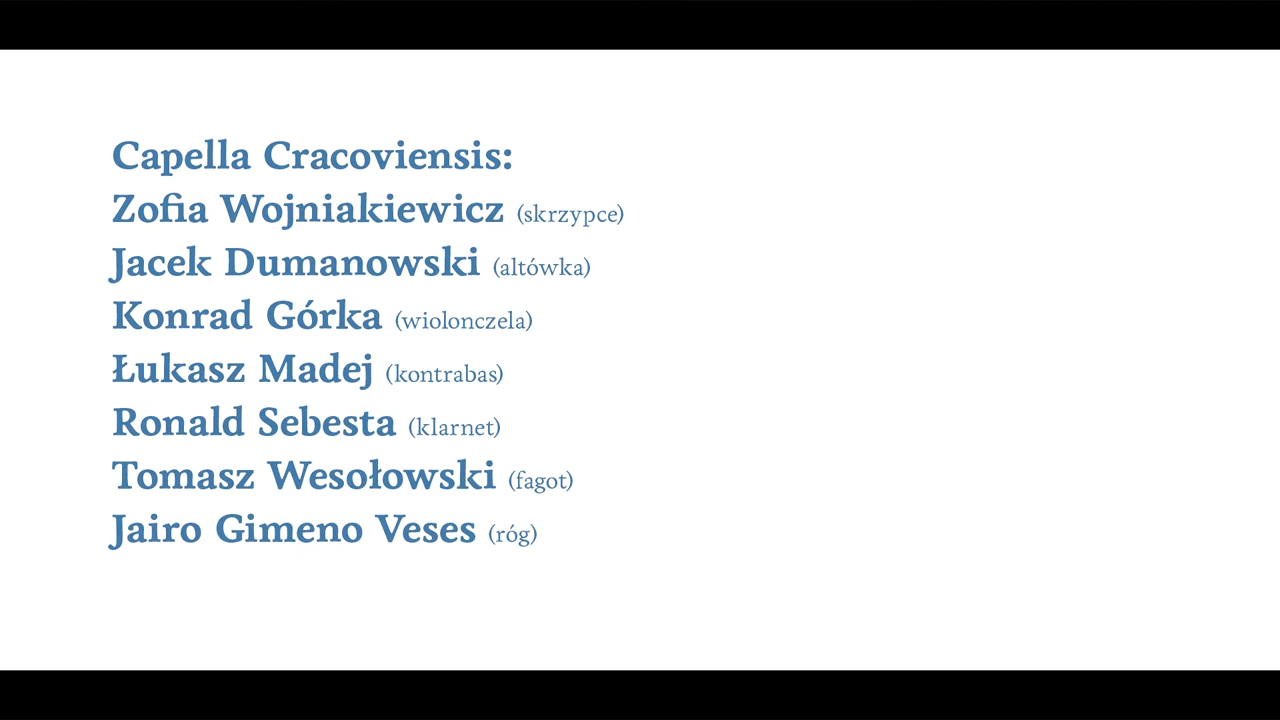 Capella Cracoviensis:
Zofia Wojniakiewicz (skrzypce)
Jacek Dumanowski (altówka)
Konrad Górka (wiolonczela)
Łukasz Madej (kontrabas)
Ronald Sebesta (klarnet)
Tomasz Wesołowski (fagot)
Jairo Gimeno Veses (róg)